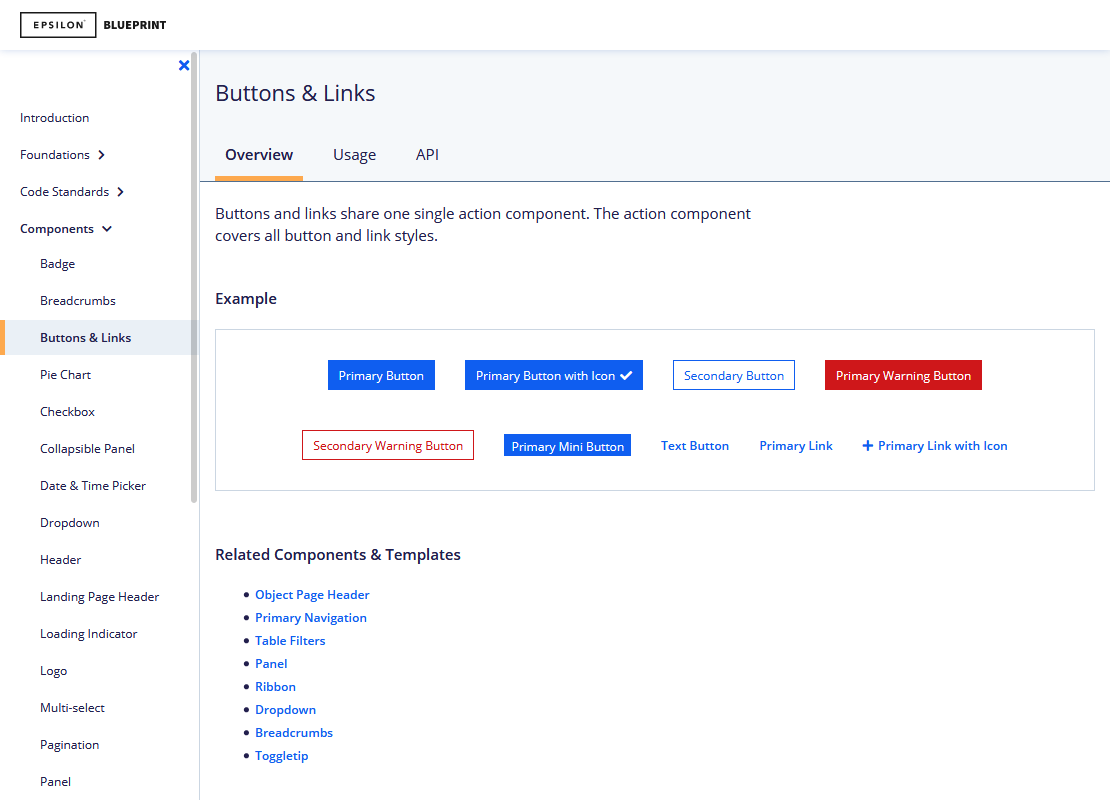 EPSILON BLUEPRINT
Introduction
Foundations
Code Standards
Components
Badge
Breadcrumbs
Buttons & Links
Pie Chart
Checkbox
Collapsible Panel
Date & Time Picker
Dropdown
Header
Landing Page Header
Loading Indicator
Logo
Multi-select
Pagination
Panel
Buttons & Links
Overview Usage API
Buttons and links share one single action component. The action component
covers all button and link styles.
Example
Primary Button Primary Button with Icon Secondary Button Primary Warning Button
Secondary Warning Button Primary Mini Button Text Button Primary Link Primary Link with Icon
Related Components & Templates
Object Page Header
Primary Navigation
Table Filters
Panel
Ribbon
Dropdown
Breadcrumbs
Toggletip